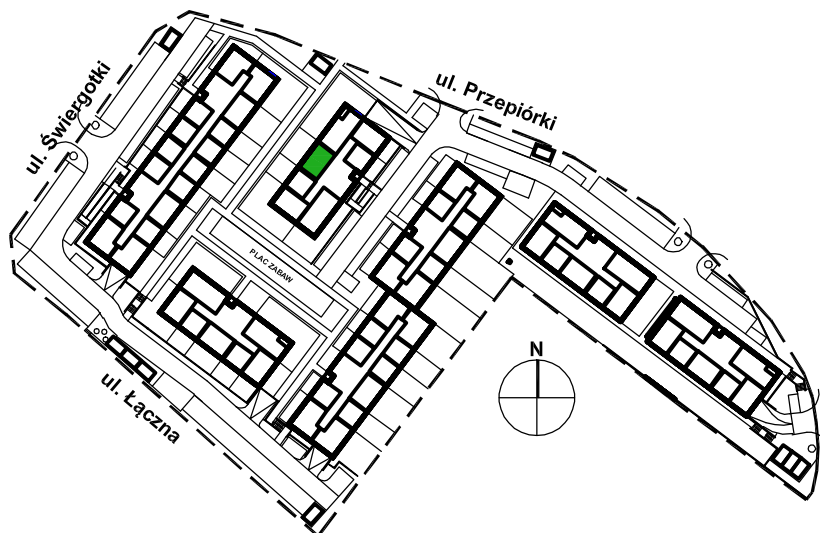 ul. Świergotki
ul. Przepiórki
PLAC ZABAW
N
ul. Łączna